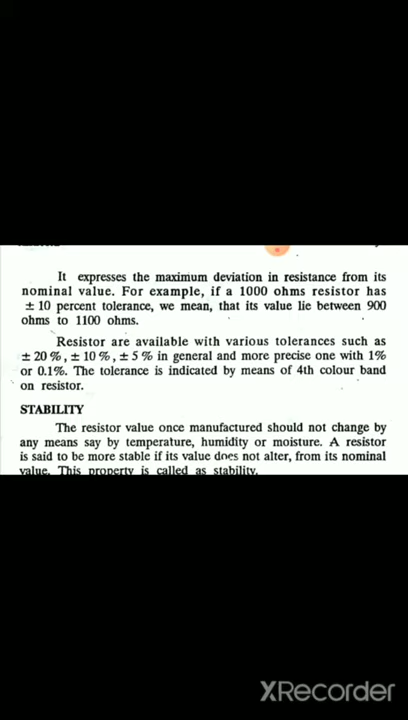 It expresses the maximum deviation in resistance from its
nominal value. For example, if a 1000 ohms resistor has
± 10 percent tolerance, we mean, that its value lie between 900
ohms to 1100 ohms.
Resistor are available with various tolerances such as
± 20 %, ± 10 %, ± 5 % in general and more precise one with 1%
or 0.1%. The tolerance is indicated by means of 4th colour band
on resistor.
STABILITY
The resistor value once manufactured should not change by
any means say by temperature, humidity or moisture. A resistor
is said to be more stable if its value does not alter, from its nominal
value. This property is called as stability.
XRecorder